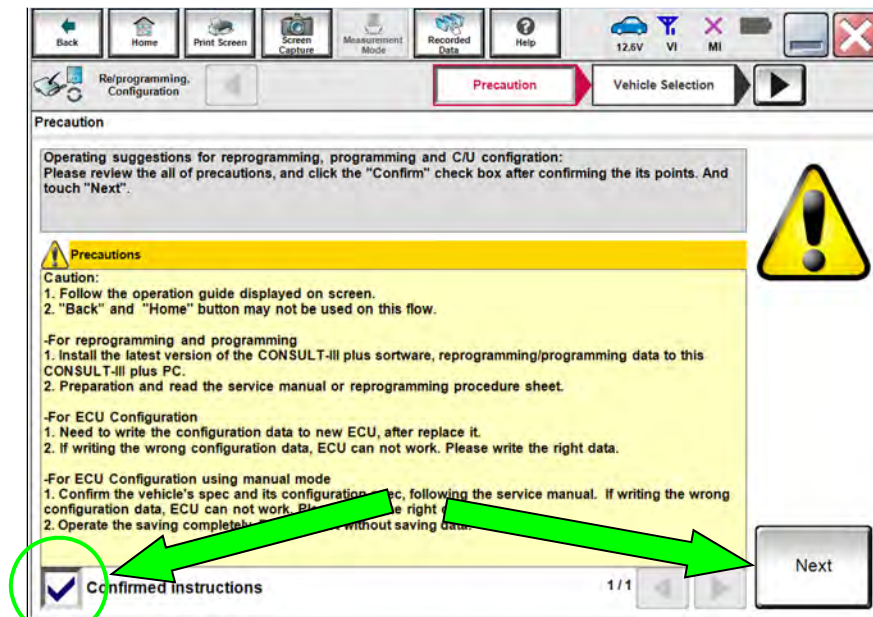 Back
Home
Print Screen
Screen
Capture
Measurement
Mode
Recorded
Data
Help
12.6V
VI
MI
Re/programming,
Configuration
Precaution
Vehicle Selection
Precaution
Operating suggestions for reprogramming, programming and C/U configration:
Please review the all of precautions, and click the "Confirm" check box after confirming the its points. And
touch "Next".
Precautions
Caution:
1. Follow the operation guide displayed on screen.
2. "Back" and "Home" button may not be used on this flow.
-For reprogramming and programming
1. Install the latest version of the CONSULT-III plus sortware, reprogramming/programming data to this
CONSULT-III plus PC.
2. Preparation and read the service manual or reprogramming procedure sheet.
-For ECU Configuration
1. Need to write the configuration data to new ECU, after replace it.
2. If writing the wrong configuration data, ECU can not work. Please write the right data.
-For ECU Configuration using manual mode
1. Confirm the vehicle's spec and its configuration spec, following the service manual. If writing the wrong
configuration data, ECU can not work. the right
2. Operate the saving completely. without saving data.
Confirmed instructions
1/1
Next